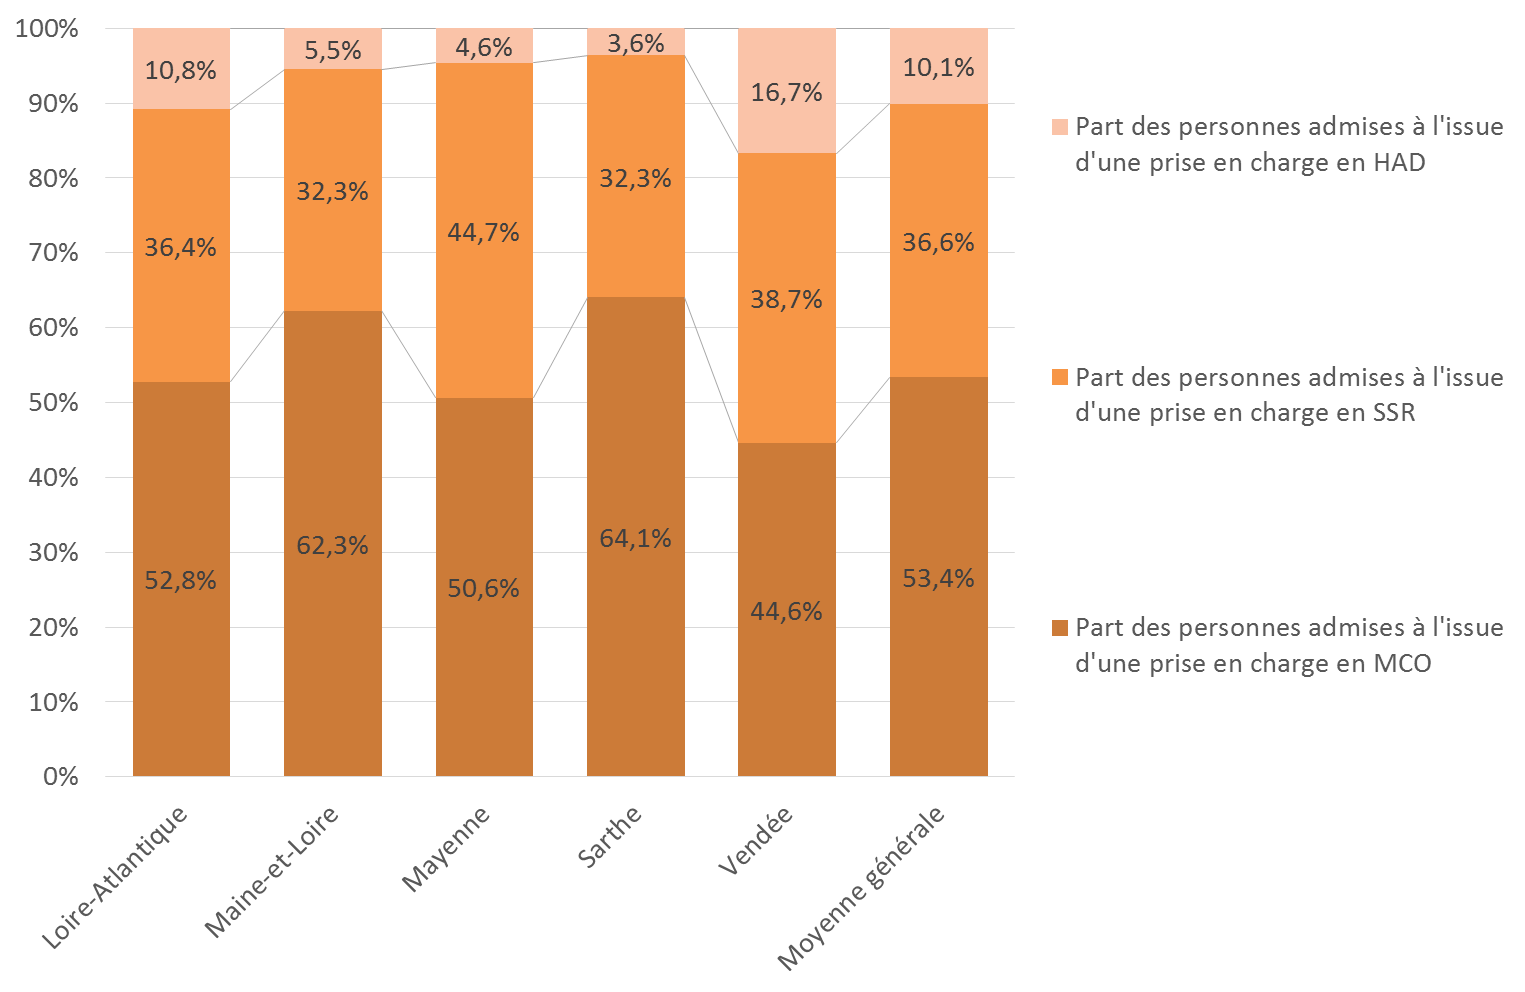 100%
90%
80%
70%
60%
50%
40%
30%
20%
10%
0%
10,8%
5,5%
4,6%
3,6%
16,7%
10,1%
36,4%
32,3%
44,7%
32,3%
38,7%
36,6%
52,8%
62,3%
50,6%
64,1%
44,6%
53,4%
Loire-Atlantique
Maine-et-Loire
Mayenne
Sarthe
Vendée
Moyenne générale
Part des personnes admises à l'issue
d'une prise en charge en HAD
Part des personnes admises à l'issue
d'une prise en charge en SSR
Part des personnes admises à l'issue
d'une prise en charge en MCO